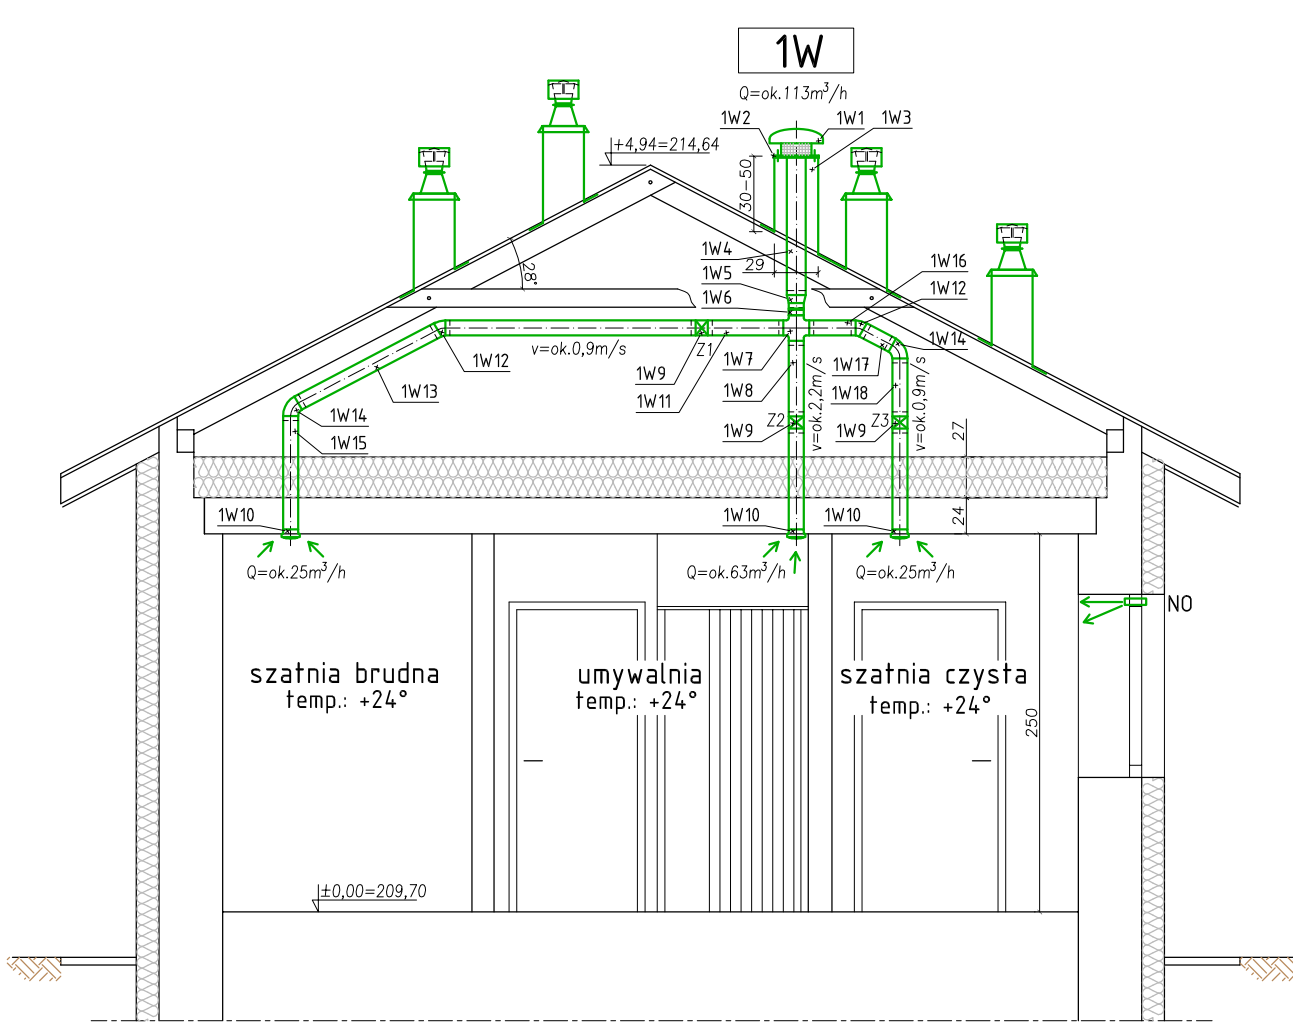 1W
Q=ok.113m³/h
1W2
1W1
1W3
+4,94=214,64
30-50
1W4
29
1W5
1W6
28°
1W16
1W12
v=ok.0,9m/s
Z1
1W12
1W13
1W9
1W11
1W7
1W8
v=ok.2,2m/s
1W14
1W17
1W18
v=ok.0,9m/s
1W14
1W15
Z2
1W9
Z3
1W9
27
24
1W10
1W10
1W10
Q=ok.25m³/h
Q=ok.63m³/h
Q=ok.25m³/h
NO
szatnia brudna
temp.: +24°
umywalnia
temp.: +24°
szatnia czysta
temp.: +24°
250
±0,00=209,70